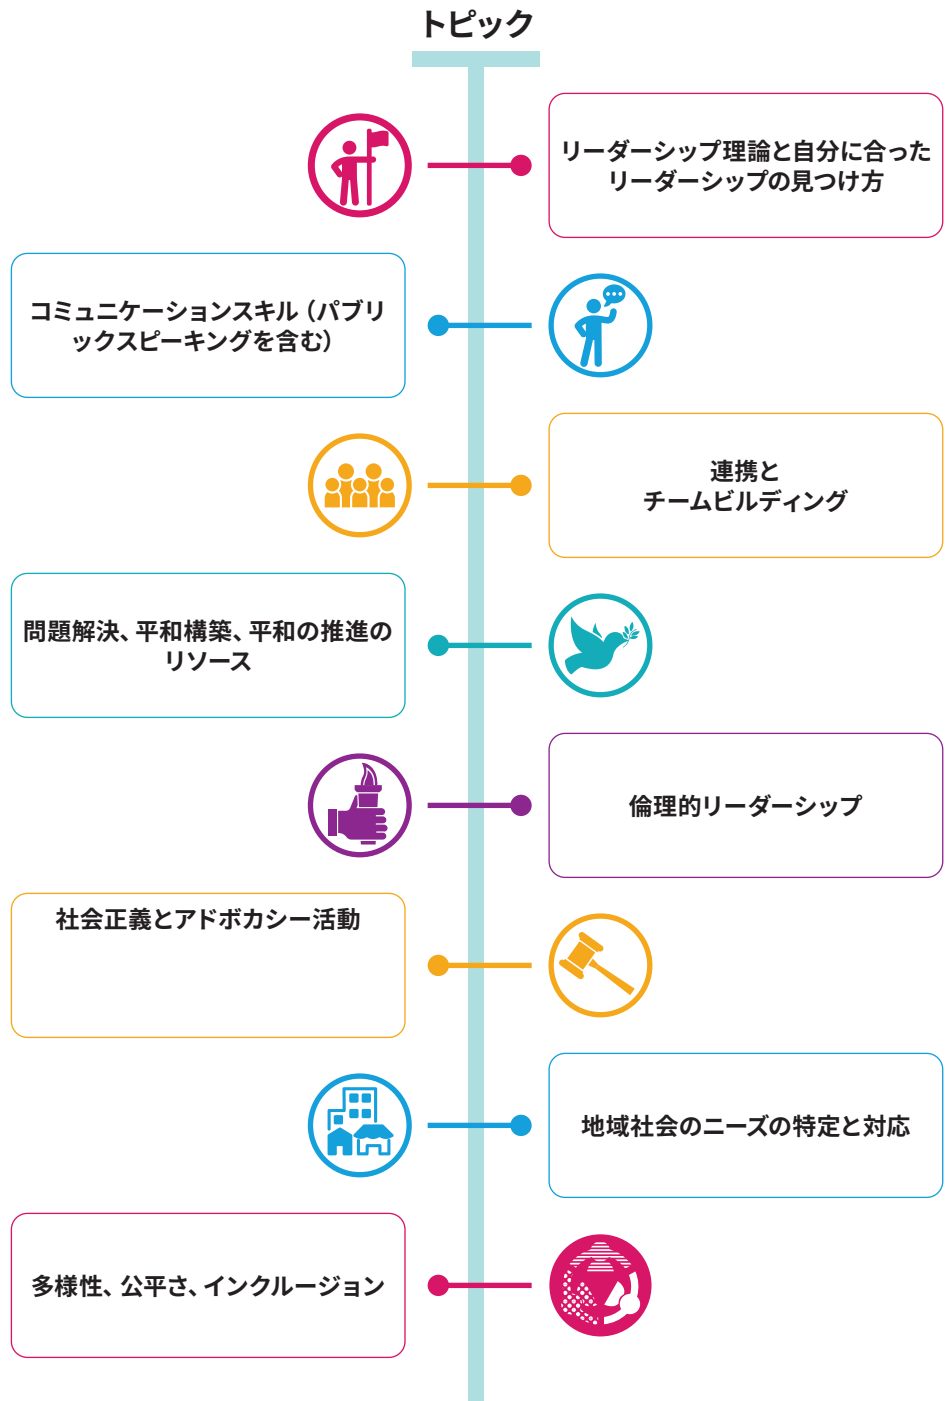 トピック
リーダーシップ理論と自分に合った
リーダーシップの見つけ方
コミュニケーションスキル（パブリ
ックスピーキングを含む）
連携と
チームビルディング
問題解決、平和構築、平和の推進の
リソース
倫理的リーダーシップ
社会正義とアドボカシー活動
地域社会のニーズの特定と対応
多様性、公平さ、インクルージョン